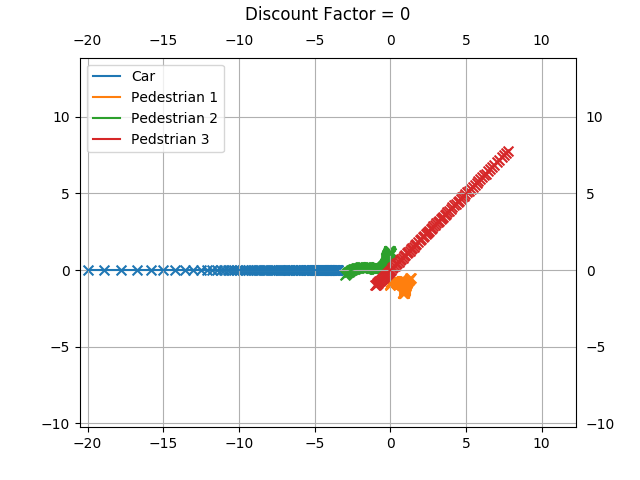 Discount Factor = 0
−20 −15 −10 −5 0 5 10
Car
Pedestrian 1
Pedestrian 2
Pedstrian 3
10 10
5 5
0 0
−5 −5
−10 −10
−20 −15 −10 −5 0 5 10